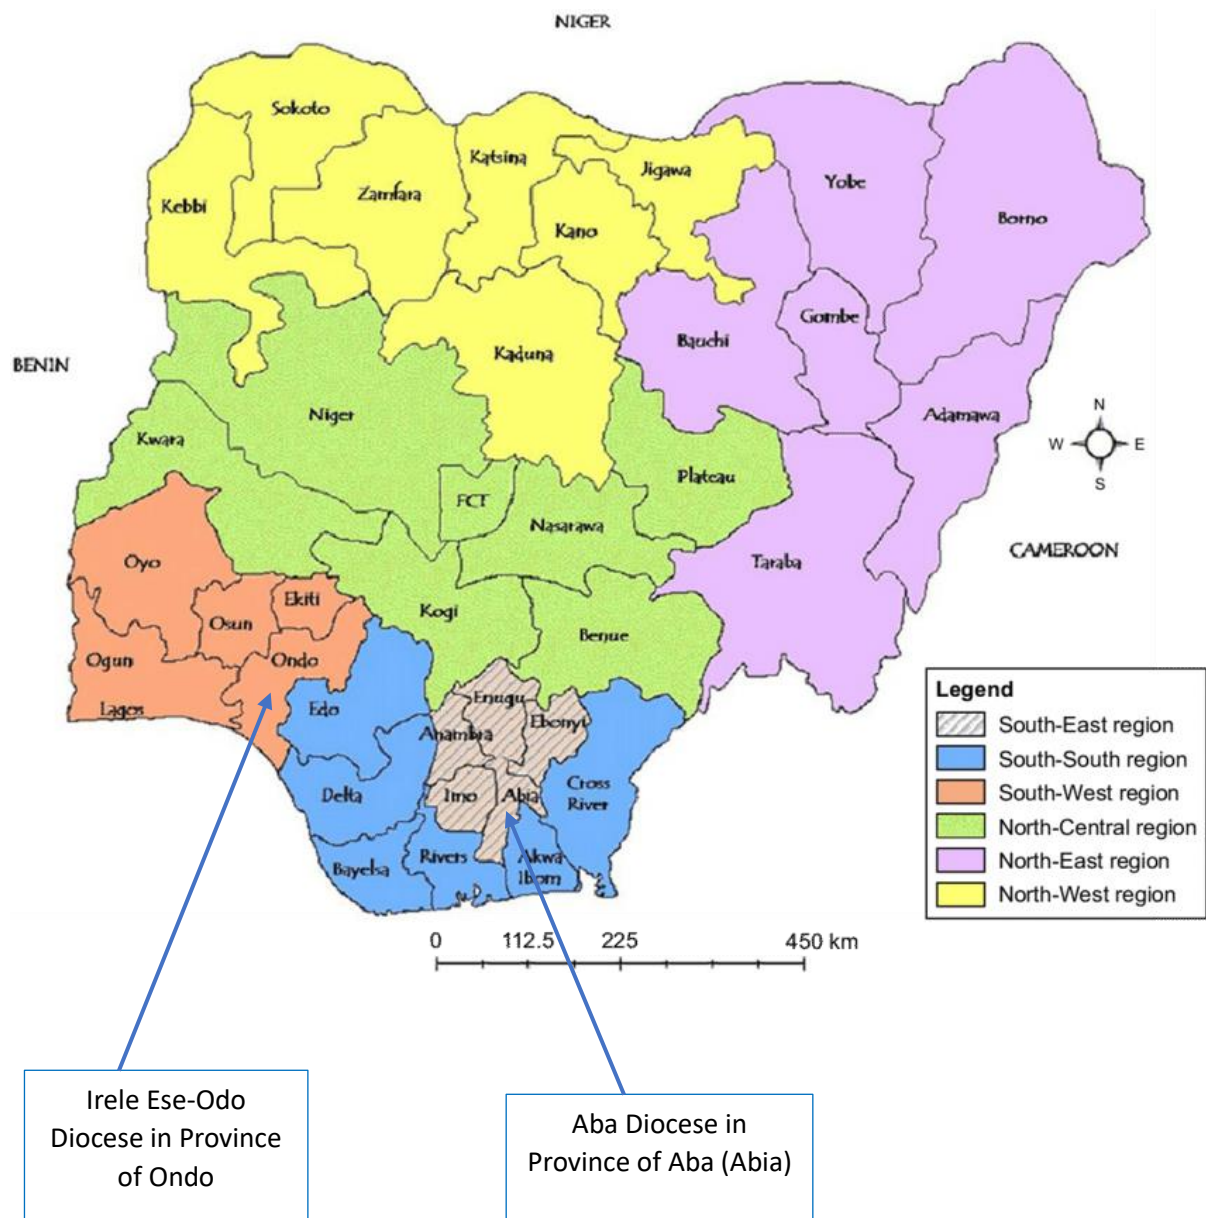 NIGER
Sokoto
Kebbi
Zamfara
Katsina
Jigawa
Kano
Yobe
Borno
Kaduna
Bauchi
Gombe
BENIN
Niger
Adamawa
Kwara
N
W
E
S
Plateau
FCT
Nasarawa
CAMEROON
Oyo
Taraba
Ekiti
Osun
Kogi
Benue
Ogun
Ondo
Lagos
Edo
Enugu
Ebonyi
Anambra
Delta
Imo
Abia
Cross
River
Bayelsa
Rivers
Akwa
Ibom
Legend
South-East region
South-South region
South-West region
North-Central region
North-East region
North-West region
0 112.5 225 450 km
Irele Ese-Odo
Diocese in Province
of Ondo
Aba Diocese in
Province of Aba (Abia)